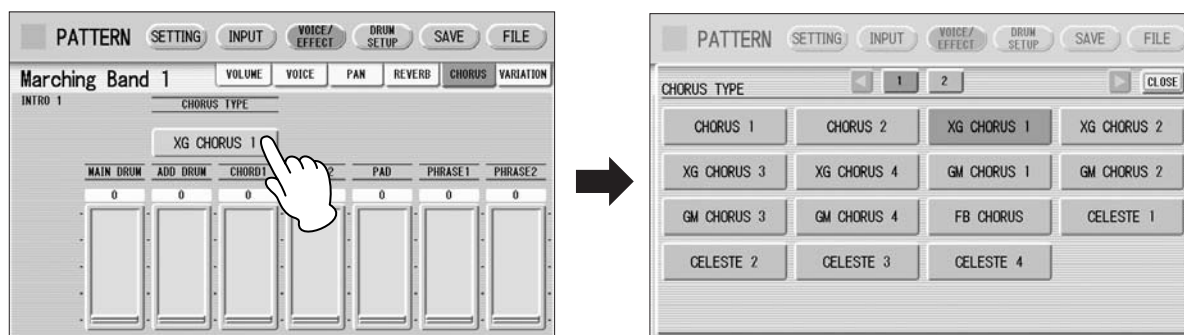 PATTERN SETTING INPUT VOICE/EFFECT DRUM SETUP SAVE FILE
Marching Band 1 VOLUME VOICE PAN REVERB CHORUS VARIATION
INTRO 1 CHORUS TYPE
XG CHORUS 1
MAIN DRUM ADD DRUM CHORD1 PAD PHRASE1 PHRASE2
0 0 0 0 0 0
PATTERN SETTING INPUT VOICE/EFFECT DRUM SETUP SAVE FILE
CHORUS TYPE 1 2 CLOSE
CHORUS 1 CHORUS 2 XG CHORUS 1 XG CHORUS 2
XG CHORUS 3 XG CHORUS 4 GM CHORUS 1 GM CHORUS 2
GM CHORUS 3 GM CHORUS 4 FB CHORUS CELESTE 1
CELESTE 2 CELESTE 3 CELESTE 4